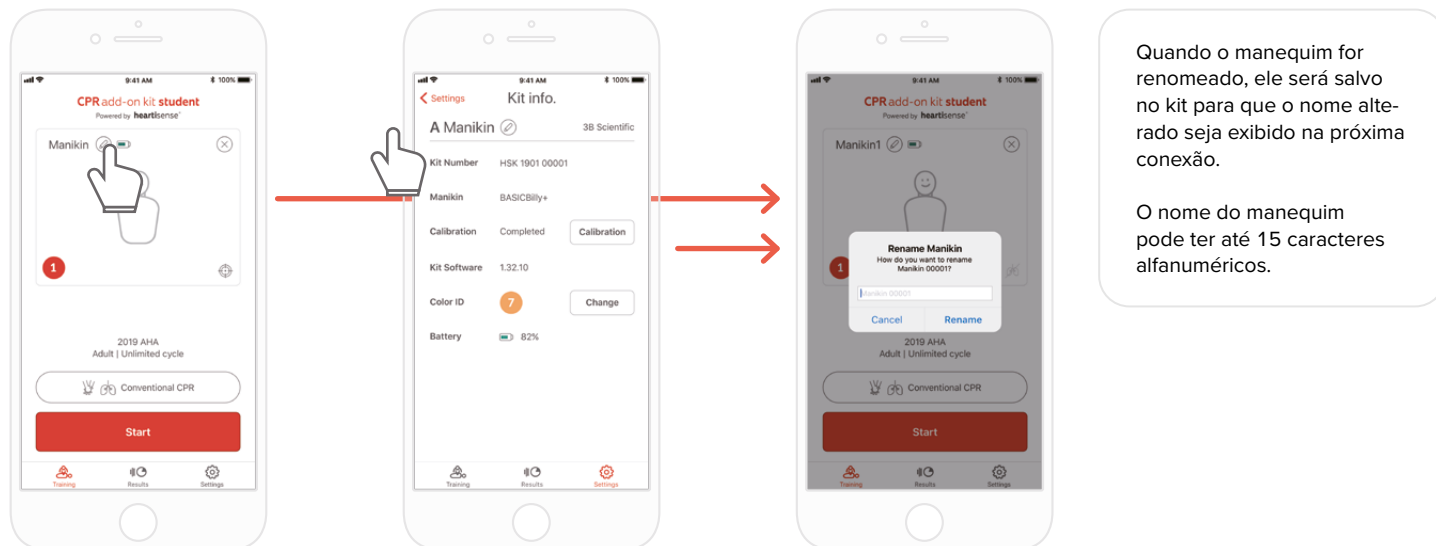 9:41 AM
100%
CPR add-on kit student
Powered by heartisense®
Manikin
1
2019 AHA
Adult | Unlimited cycle
Conventional CPR
Start
Training
Results
Settings
9:41 AM
100%
Settings
Kit info.
A Manikin
3B Scientific
Kit Number
HSK 1901 00001
Manikin
BASICBilly+
Calibration
Completed
Calibration
Kit Software
1.32.10
Color ID
7
Change
Battery
82%
Training
Results
Settings
9:41 AM
100%
CPR add-on kit student
Powered by heartisense®
Manikin1
1
Rename Manikin
How do you want to rename
Manikin 00001?
Manikin 00001
Cancel
Rename
2019 AHA
Adult | Unlimited cycle
Conventional CPR
Start
Training
Results
Settings
Quando o manequim for
renomeado, ele será salvo
no kit para que o nome alte-
rado seja exibido na próxima
conexão.
O nome do manequim
pode ter até 15 caracteres
alfanuméricos.